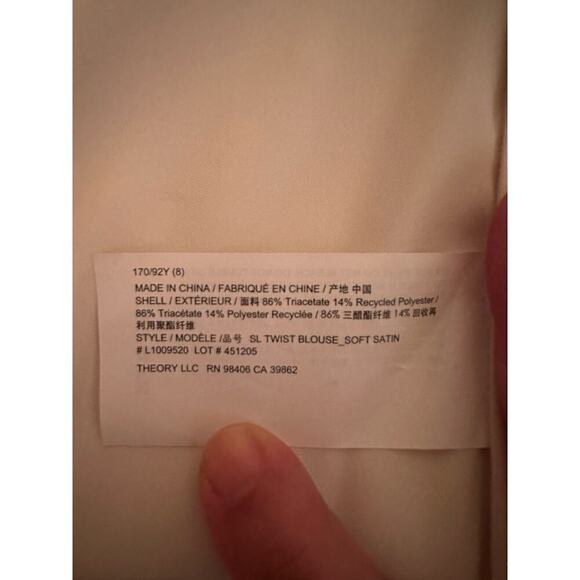 170/92Y (8)
MADE IN CHINA / FABRIQUÉ EN CHINE / 产地 中国
SHELL / EXTÉRIEUR / 面料 86% Triacetate 14% Recycled Polyester /
86% Triacétate 14% Polyester Recyclée / 86% 三醋酯纤维 14% 回收再
利用聚酯纤维
STYLE / MODÈLE /品号 SL TWIST BLOUSE_SOFT SATIN
# L1009520 LOT # 451205
THEORY LLC RN 98406 CA 39862